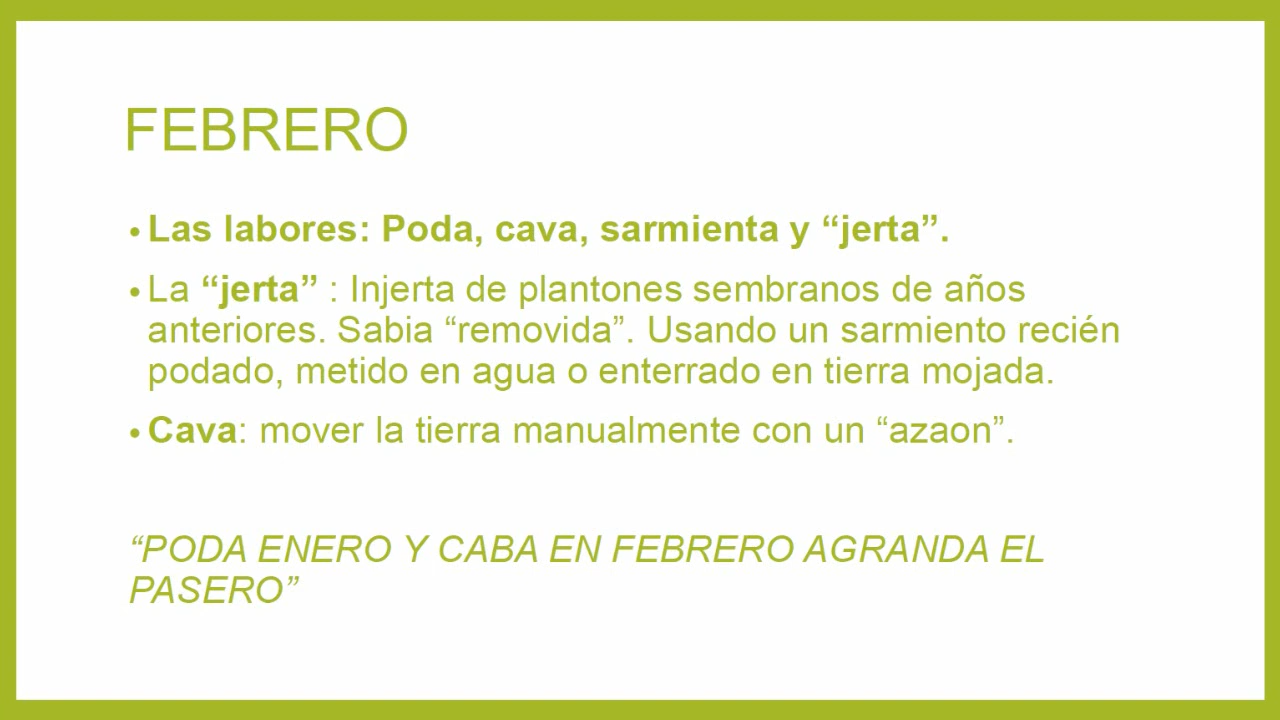 FEBRERO
• Las labores: Poda, cava, sarmienta y “jerta”.
• La “jerta” : Injerta de plantones sembranos de años
anteriores. Sabia “removida”. Usando un sarmiento recién
podado, metido en agua o enterrado en tierra mojada.
• Cava: mover la tierra manualmente con un “azaon”.
“PODA ENERO Y CABA EN FEBRERO AGRANDA EL
PASERO”